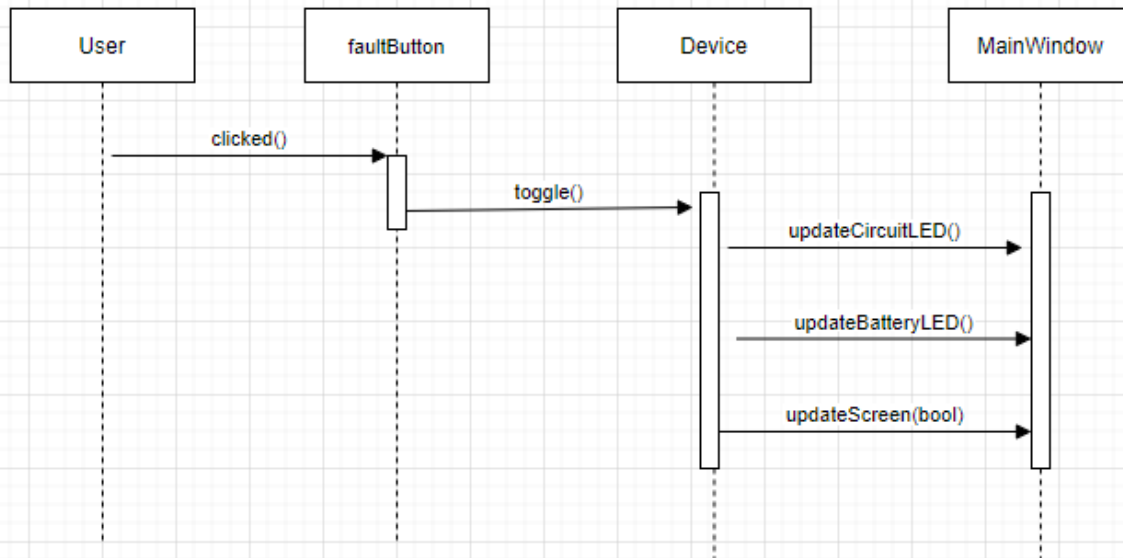 User
faultButton
Device
MainWindow
clicked()
toggle()
updateCircuitLED()
updateBatteryLED()
updateScreen(bool)